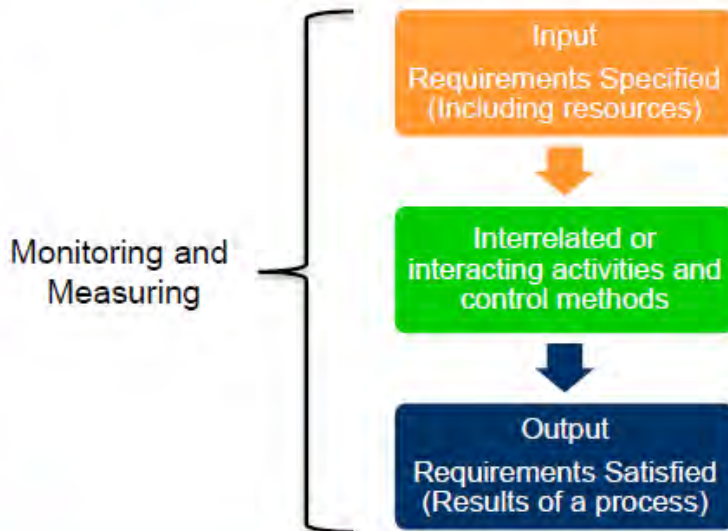 Input
Requirements Specified
(Including resources)
Monitoring and
Measuring
Interrelated or
interacting activities and
control methods
Output
Requirements Satisfied
(Results of a process)